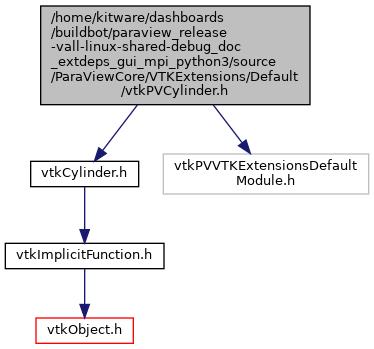 /home/kitware/dashboards
/buildbot/paraview_release
-vall-linux-shared-debug_doc
_extdeps_gui_mpi_python3/source
/ParaViewCore/VTKExtensions/Default
/vtkPVCylinder.h
vtkCylinder.h
vtkPVVTKExtensionsDefault
Module.h
vtkImplicitFunction.h
vtkObject.h